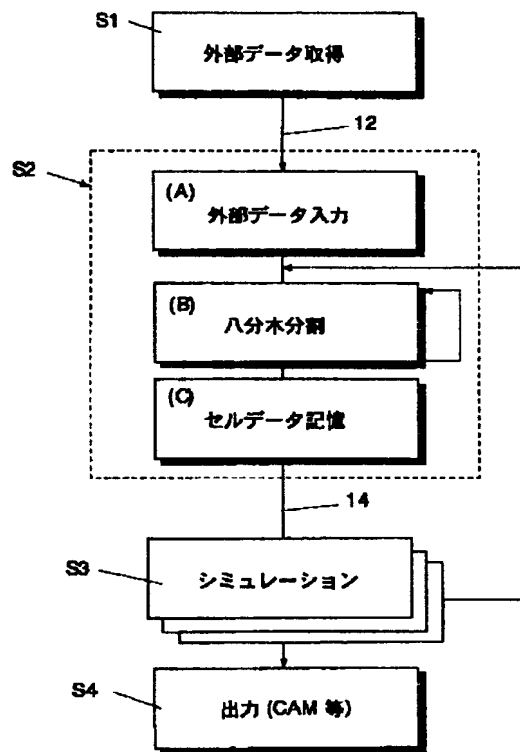 S1
外部データ取得
12
S2
(A)
外部データ入力
(B)
八分木分割
(C)
セルデータ記憶
14
S3
シミュレーション
S4
出力 (CAM 等)